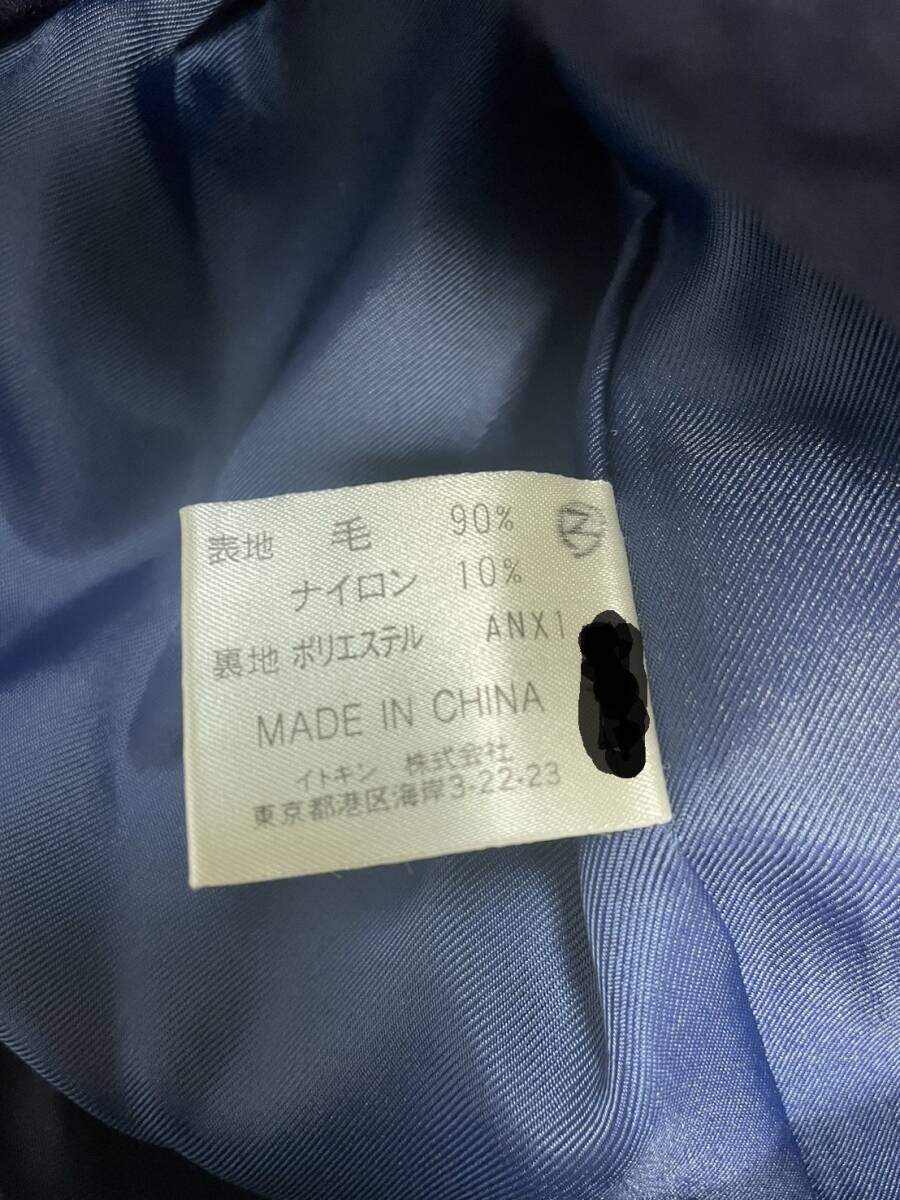 表地 毛 90%
ナイロン 10%
裏地 ポリエステル ANX1
MADE IN CHINA
イトキン 株式会社
東京都港区海岸3-22-23